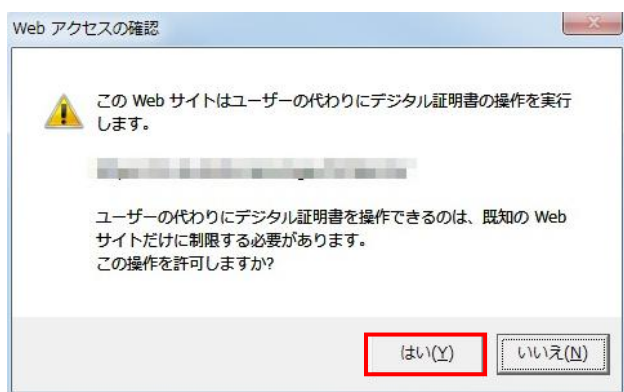 Web アクセスの確認
この Web サイトはユーザーの代わりにデジタル証明書の操作を実行
します。
ユーザーの代わりにデジタル証明書を操作できるのは、既知の Web
サイトだけに制限する必要があります。
この操作を許可しますか?
はい(Y) いいえ(N)